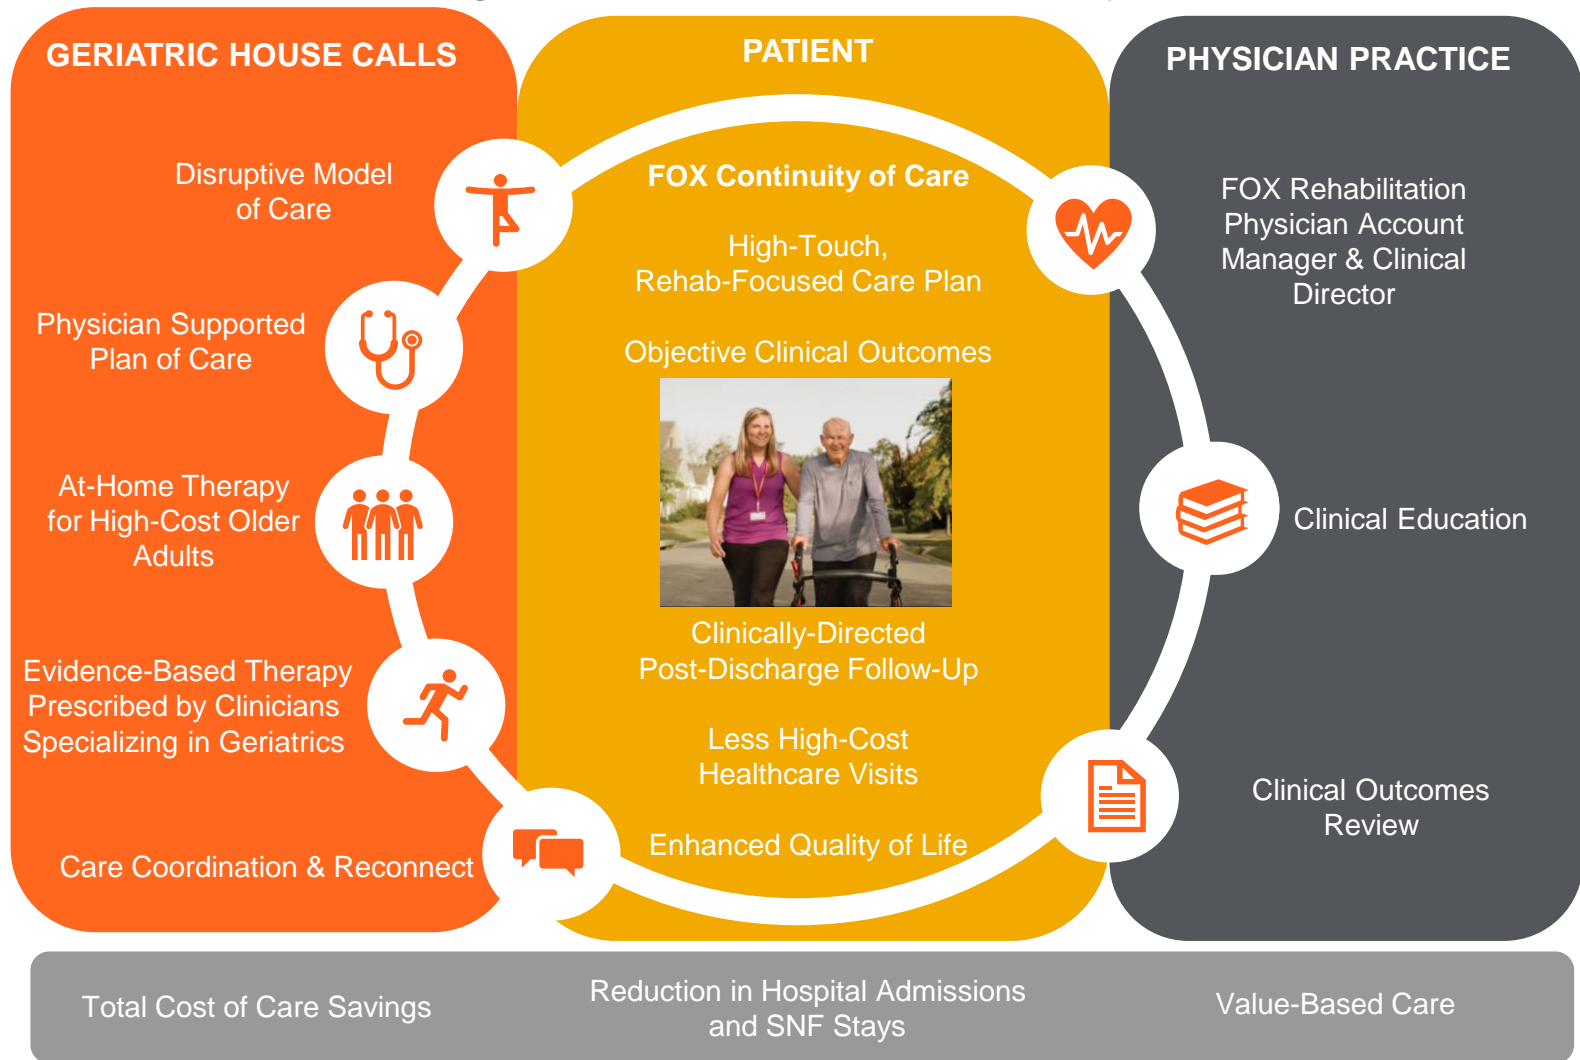 GERIATRIC HOUSE CALLS
Disruptive Model
of Care
Physician Supported
Plan of Care
At-Home Therapy
for High-Cost Older
Adults
Evidence-Based Therapy
Prescribed by Clinicians
Specializing in Geriatrics
Care Coordination & Reconnect
PATIENT
FOX Continuity of Care
High-Touch,
Rehab-Focused Care Plan
Objective Clinical Outcomes
Clinically-Directed
Post-Discharge Follow-Up
Less High-Cost
Healthcare Visits
Enhanced Quality of Life
PHYSICIAN PRACTICE
FOX Rehabilitation
Physician Account
Manager & Clinical
Director
Clinical Education
Clinical Outcomes
Review
Total Cost of Care Savings
Reduction in Hospital Admissions
and SNF Stays
Value-Based Care